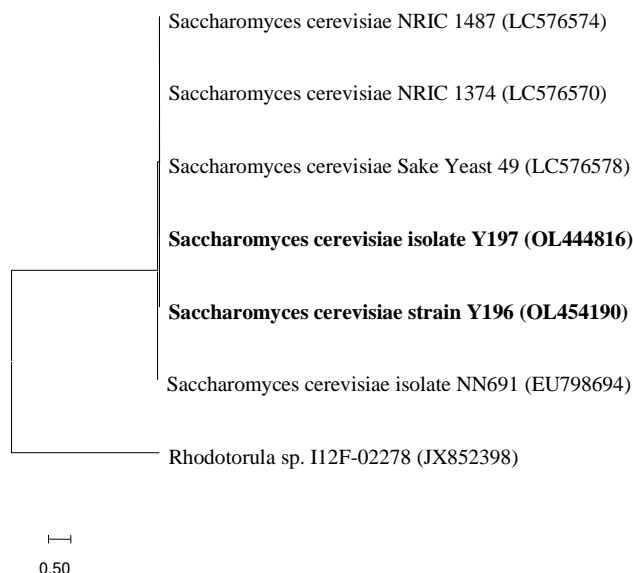 Saccharomyces cerevisiae NRIC 1487 (LC576574)
Saccharomyces cerevisiae NRIC 1374 (LC576570)
Saccharomyces cerevisiae Sake Yeast 49 (LC576578)
Saccharomyces cerevisiae isolate Y197 (OL444816)
Saccharomyces cerevisiae strain Y196 (OL454190)
Saccharomyces cerevisiae isolate NN691 (EU798694)
Rhodotorula sp. I12F-02278 (JX852398)
0.50